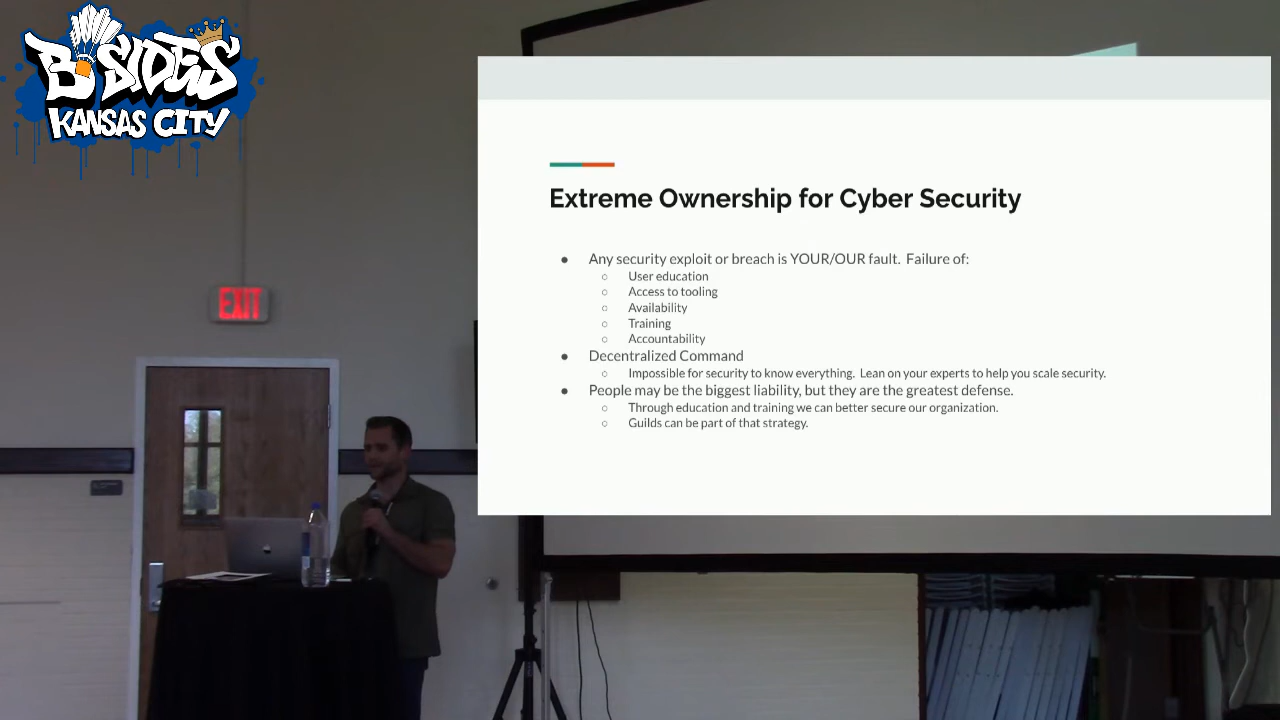 B·SIDES
KANSAS CITY
EXIT
Extreme Ownership for Cyber Security
● Any security exploit or breach is YOUR/OUR fault. Failure of:
○ User education
○ Access to tooling
○ Availability
○ Training
○ Accountability
● Decentralized Command
○ Impossible for security to know everything. Lean on your experts to help you scale security.
● People may be the biggest liability, but they are the greatest defense.
○ Through education and training we can better secure our organization.
○ Guilds can be part of that strategy.